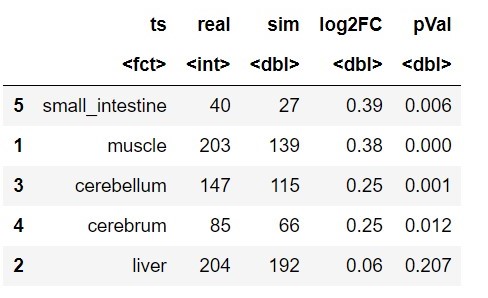 ts real sim log2FC pVal
<fct> <int> <dbl> <dbl> <dbl>
5 small_intestine 40 27 0.39 0.006
1 muscle 203 139 0.38 0.000
3 cerebellum 147 115 0.25 0.001
4 cerebrum 85 66 0.25 0.012
2 liver 204 192 0.06 0.207